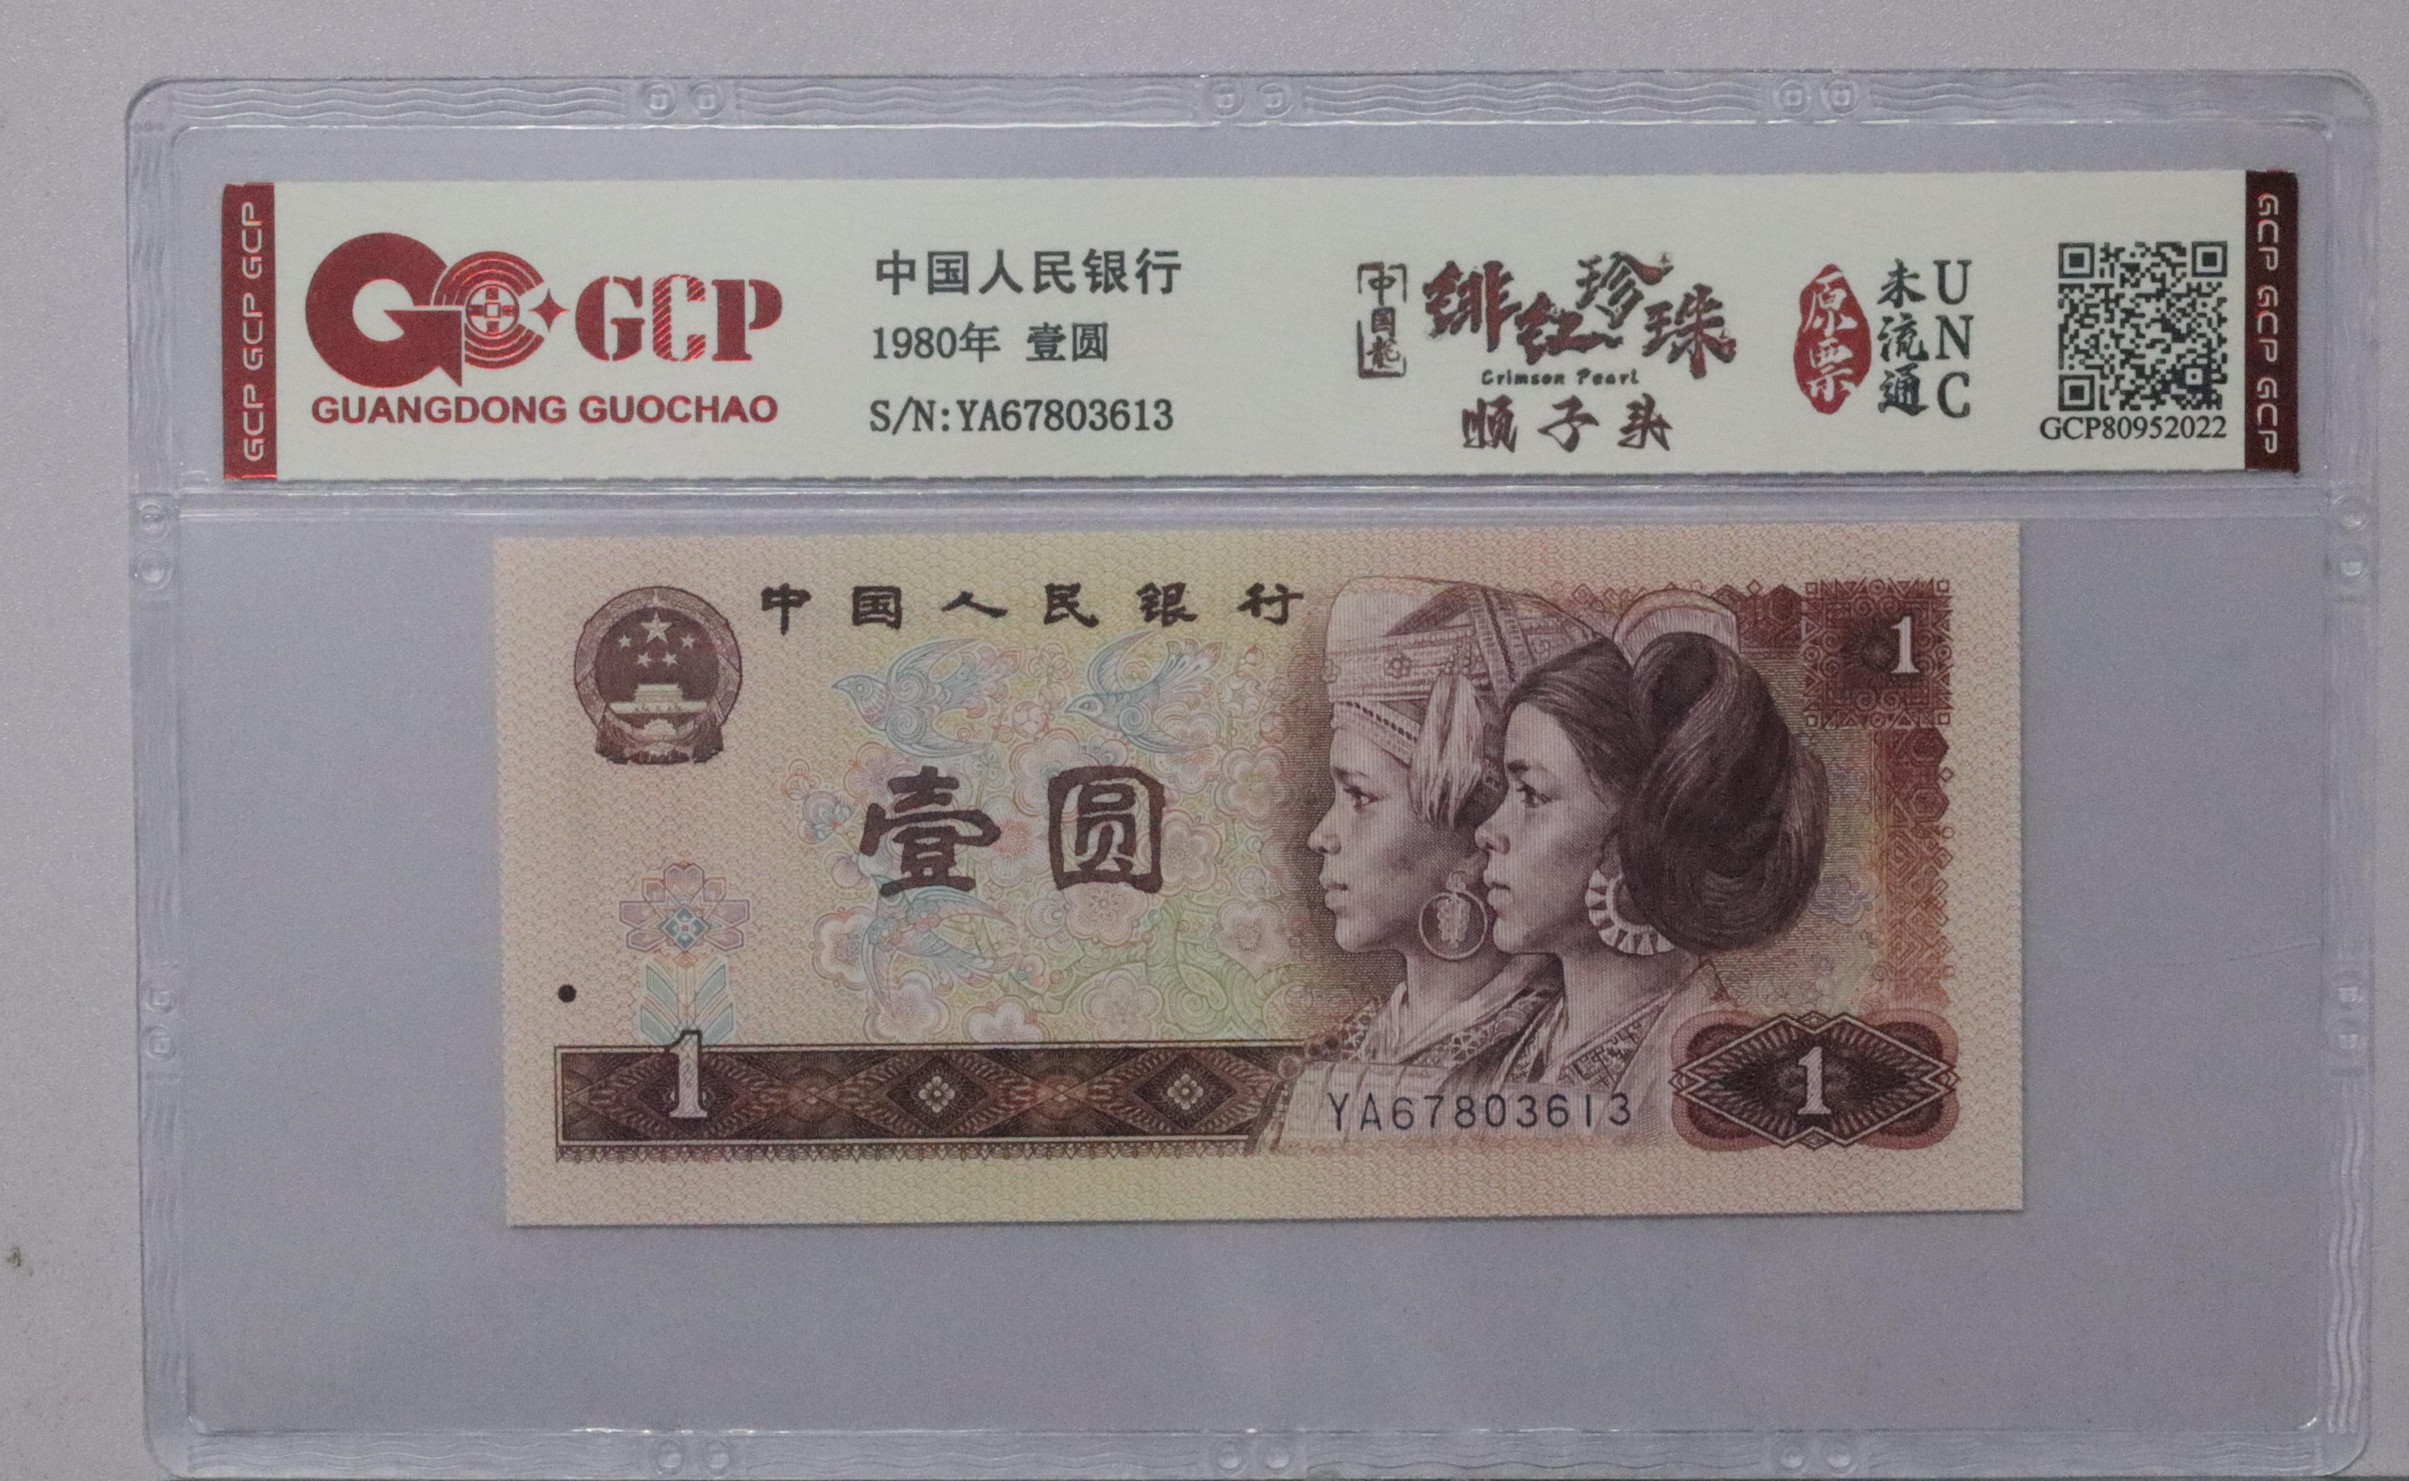 GCP GCP GCP
GCP
GUANGDONG GUOCHAO
中国人民银行
1980年 壹圆
S/N:YA67803613
中国龙
绯红珍珠
Crimson Pearl
顺子头
原票
未流通
UNC
GCP80952022
GCP GCP GCP
中国人民银行
壹圆
1
1
YA67803613
1